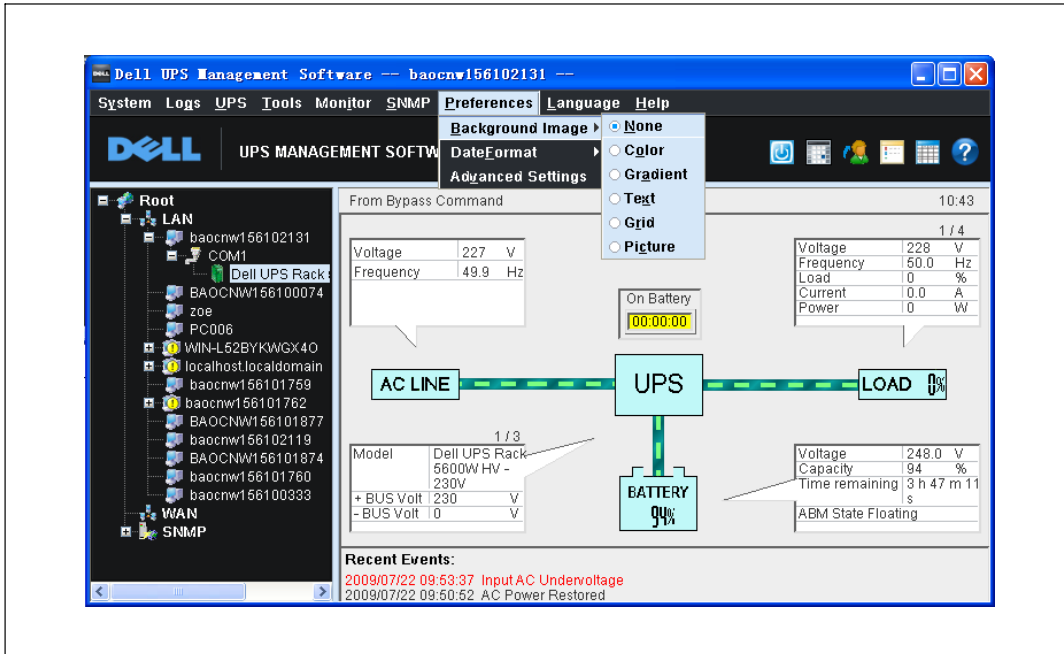 Dell UPS Management Software -- baocnw156102131 --
System Logs UPS Tools Monitor SNMP Preferences Language Help
Background Image
DateFormat
Advanced Settings
None
Color
Gradient
Text
Grid
Picture
DELL
UPS MANAGEMENT SOFTW
Root
LAN
baocnw156102131
COM1
Dell UPS Rack
BAOCNW156100074
zoe
PC006
WIN-L52BYKWGX4O
localhost.localdomain
baocnw156101759
baocnw156101762
BAOCNW156101877
baocnw156102119
BAOCNW156101874
baocnw156101760
baocnw156100333
WAN
SNMP
From Bypass Command 10:43
Voltage 227 V
Frequency 49.9 Hz
1 / 4
Voltage 228 V
Frequency 50.0 Hz
Load 0 %
Current 0.0 A
Power 0 W
On Battery
00:00:00
AC LINE
UPS
LOAD 0%
1 / 3
Model Dell UPS Rack
5600W HV -
230V
+ BUS Volt 230 V
- BUS Volt 0 V
BATTERY
94%
Voltage 248.0 V
Capacity 94 %
Time remaining 3 h 47 m 11
s
ABM State Floating
Recent Events:
2009/07/22 09:53:37 Input AC Undervoltage
2009/07/22 09:50:52 AC Power Restored